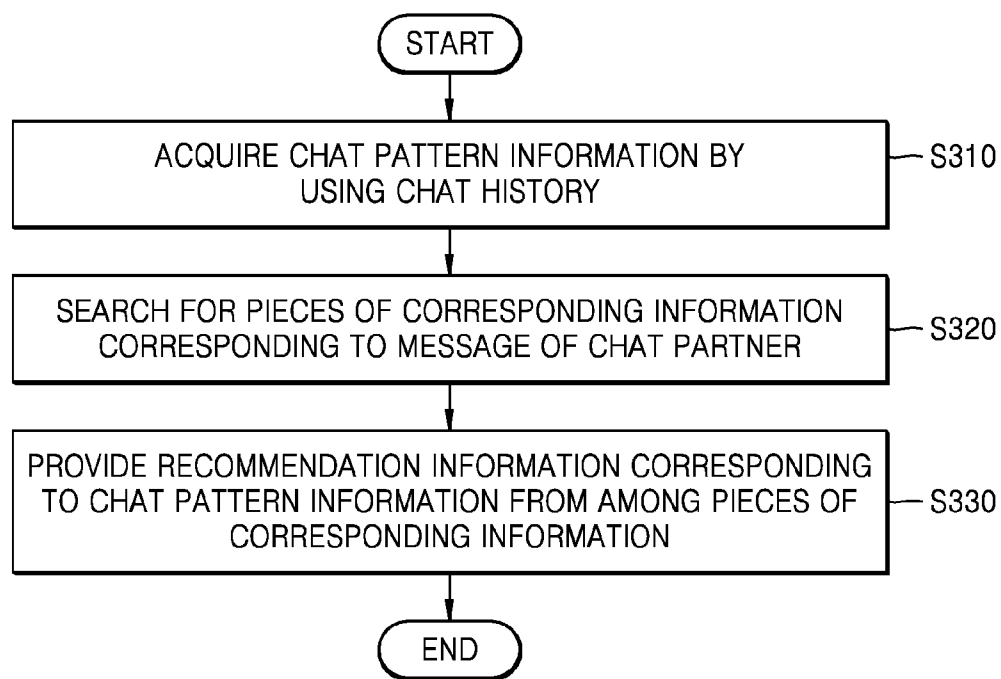 START
ACQUIRE CHAT PATTERN INFORMATION BY
USING CHAT HISTORY
S310
SEARCH FOR PIECES OF CORRESPONDING INFORMATION
CORRESPONDING TO MESSAGE OF CHAT PARTNER
S320
PROVIDE RECOMMENDATION INFORMATION CORRESPONDING
TO CHAT PATTERN INFORMATION FROM AMONG PIECES OF
CORRESPONDING INFORMATION
S330
END